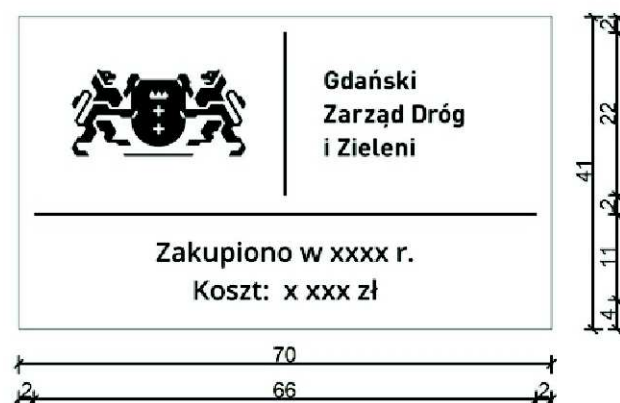 Gdański
Zarząd Dróg
i Zieleni
Zakupiono w xxxx r.
Koszt: x xxx zł
2
22
41
2
11
4
70
2
66
2